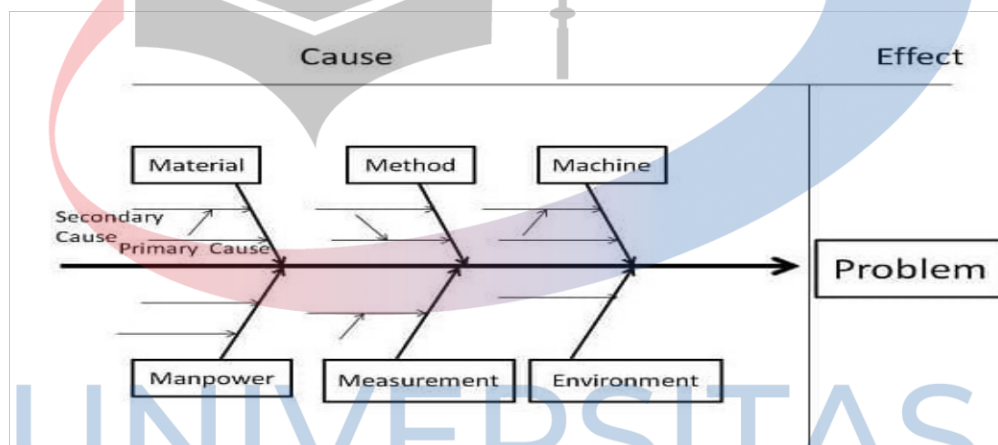 Cause
Effect
Material
Method
Machine
Secondary
Cause
Primary Cause
Problem
Manpower
Measurement
Environment
UNIVERSITAS